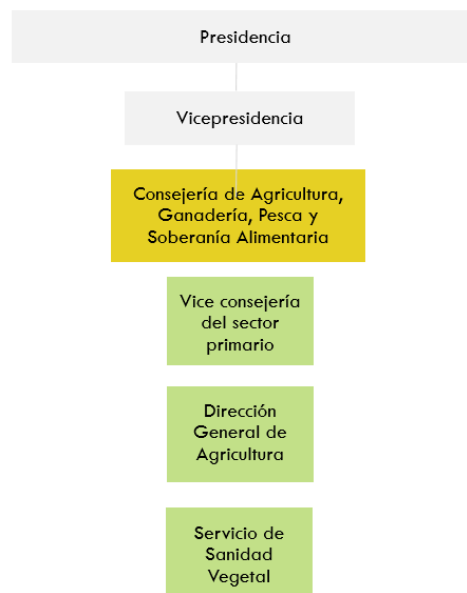 Presidencia
Vicepresidencia
Consejería de Agricultura,
Ganadería, Pesca y
Soberanía Alimentaria
Vice consejería
del sector
primario
Dirección
General de
Agricultura
Servicio de
Sanidad
Vegetal